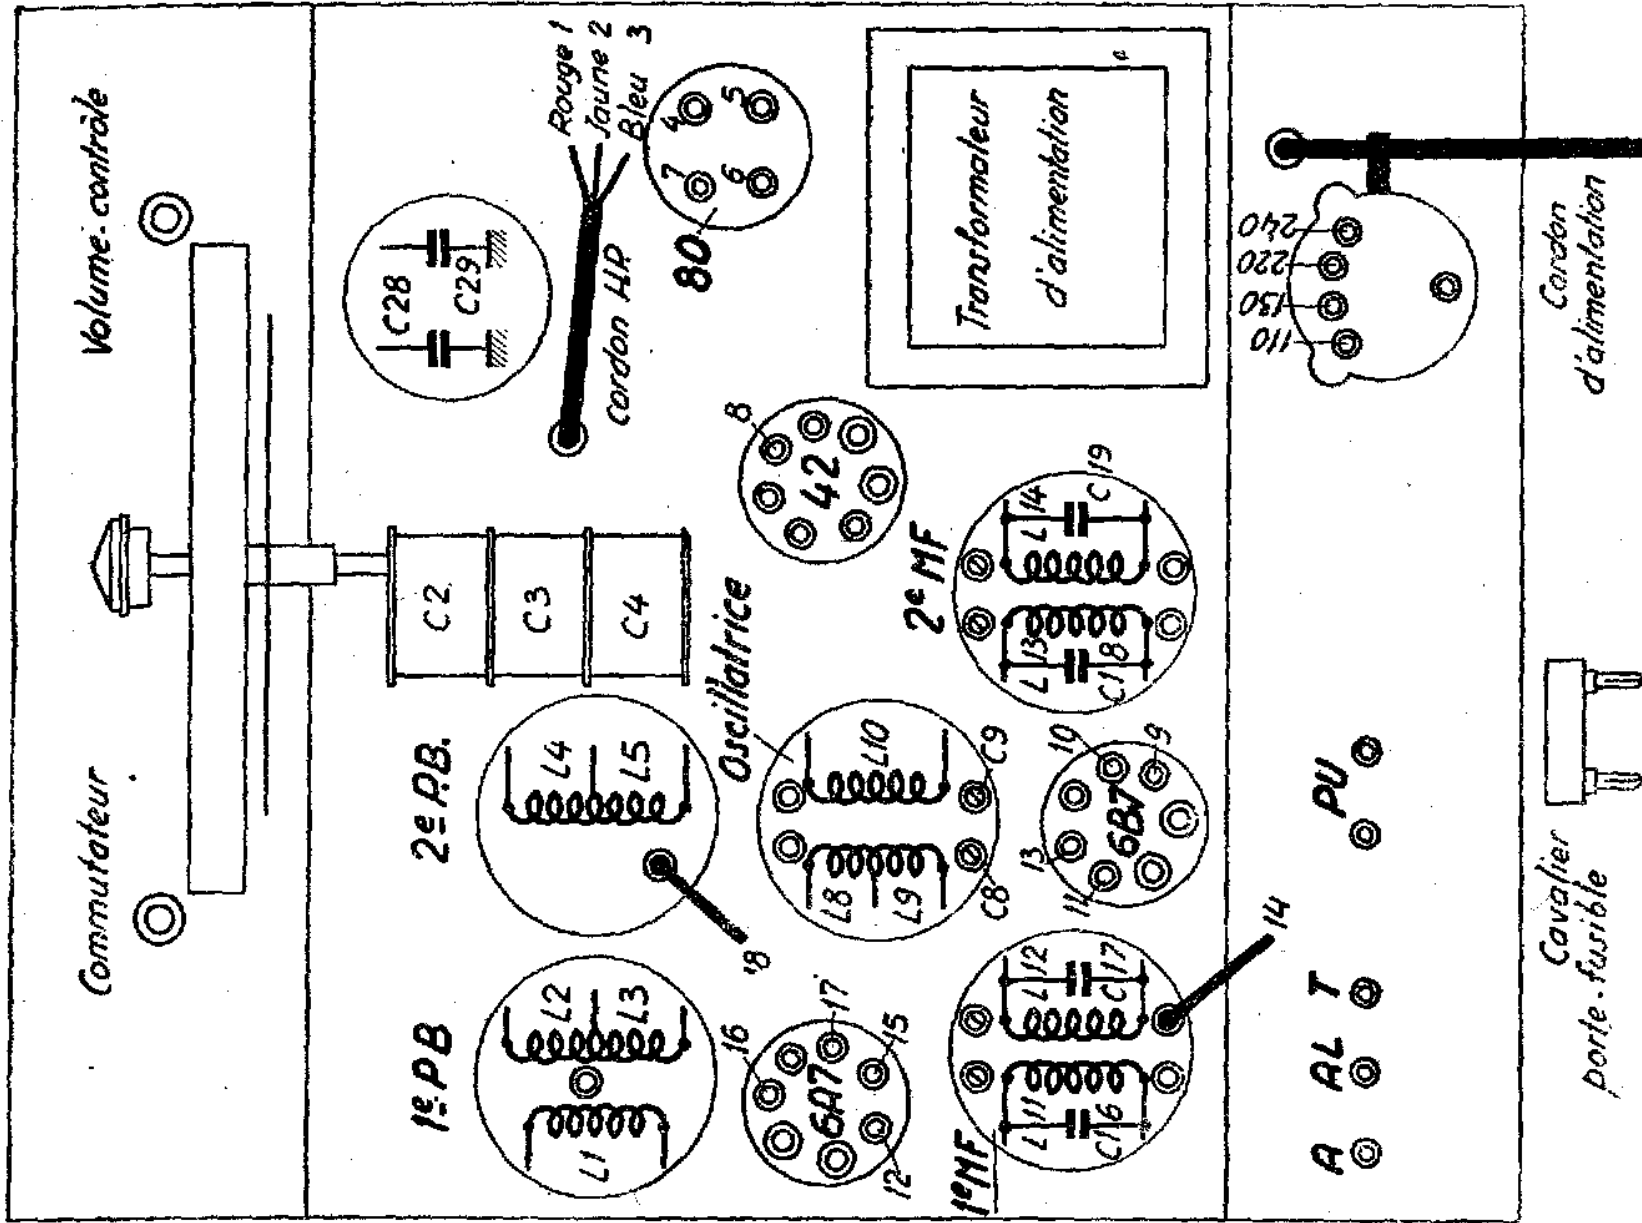 Commutateur
Volume-contrôle
Rouge 1
Jaune 2
Bleu 3
C28
C29
Cordon HP
80
7
4
6
5
Transformateur
d'alimentation
C2
C3
C4
8
42
2e P.B.
L4
L5
18
1e PB
L2
L3
L1
Oscillatrice
L10
L8
L9
C8
C9
2e MF
L14
C19
L13
C18
16
17
15
12
6A7
10
9
13
11
6B7
1e MF
L12
C17
L11
C16
14
240
220
130
110
PU
T
AL
A
Cordon
d'alimentation
Cavalier
porte-fusible